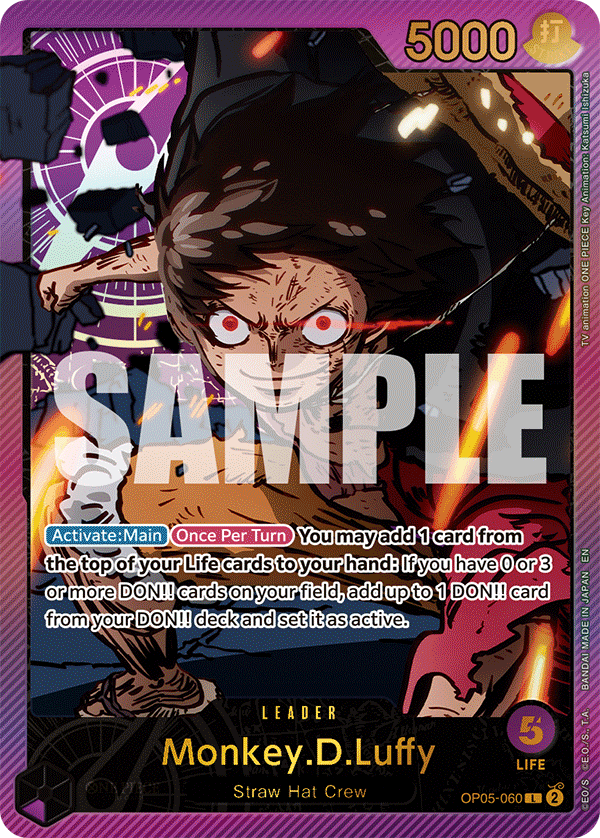 5000
打
TV animation ONE PIECE Key Animation: Katsumi Ishizuka
SAMPLE
Activate:Main Once Per Turn You may add 1 card from
the top of your Life cards to your hand: If you have 0 or 3
or more DON!! cards on your field, add up to 1 DON!! card
from your DON!! deck and set it as active.
LEADER
Monkey.D.Luffy
Straw Hat Crew
5
LIFE
OP05-060 L 2
©E.O./S. ©E.O./S.,T.A. BANDAI MADE IN JAPAN EN
ONE PIECE